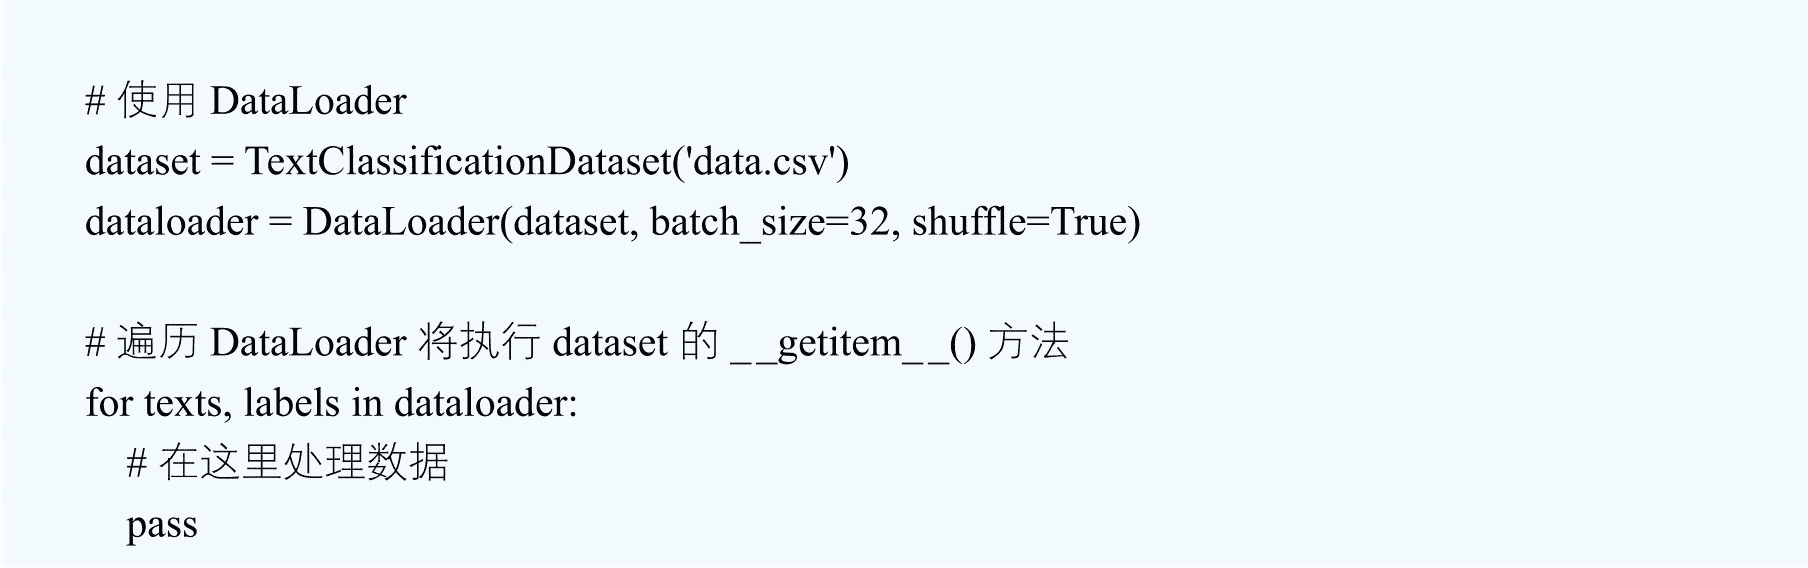 # 使用 DataLoader
dataset = TextClassificationDataset('data.csv')
dataloader = DataLoader(dataset, batch_size=32, shuffle=True)
# 遍历 DataLoader 将执行 dataset 的 __getitem__() 方法
for texts, labels in dataloader:
    # 在这里处理数据
    pass